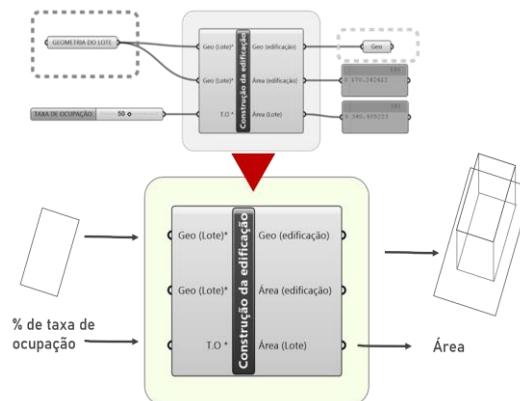 GEOMETRIA DO LOTE
Geo (Lote)*
Geo (edificação)
Geo
Geo (Lote)*
Área (edificação)
TAXA DE OCUPAÇÃO
50
T.O *
Área (Lote)
Construção da edificação
Geo (Lote)*
Geo (edificação)
Geo (Lote)*
Área (edificação)
% de taxa de
ocupação
T.O *
Área (Lote)
Área
Construção da edificação